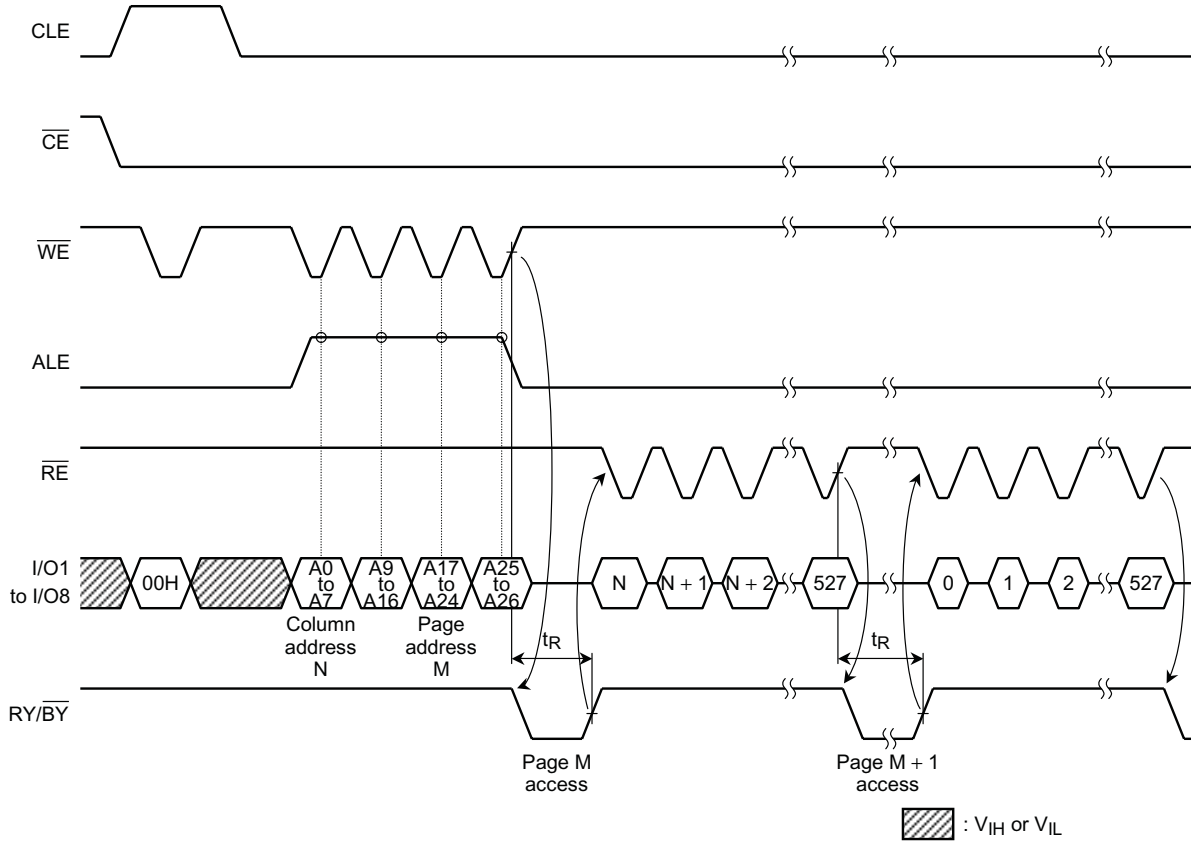 CLE
CE
WE
ALE
RE
I/O1
to I/O8
00H
A0
to
A7
A9
to
A16
A17
to
A24
A25
to
A26
N
N + 1
N + 2
527
0
1
2
527
Column
address
N
Page
address
M
tR
tR
RY/BY
Page M
access
Page M + 1
access
: VIH or VIL